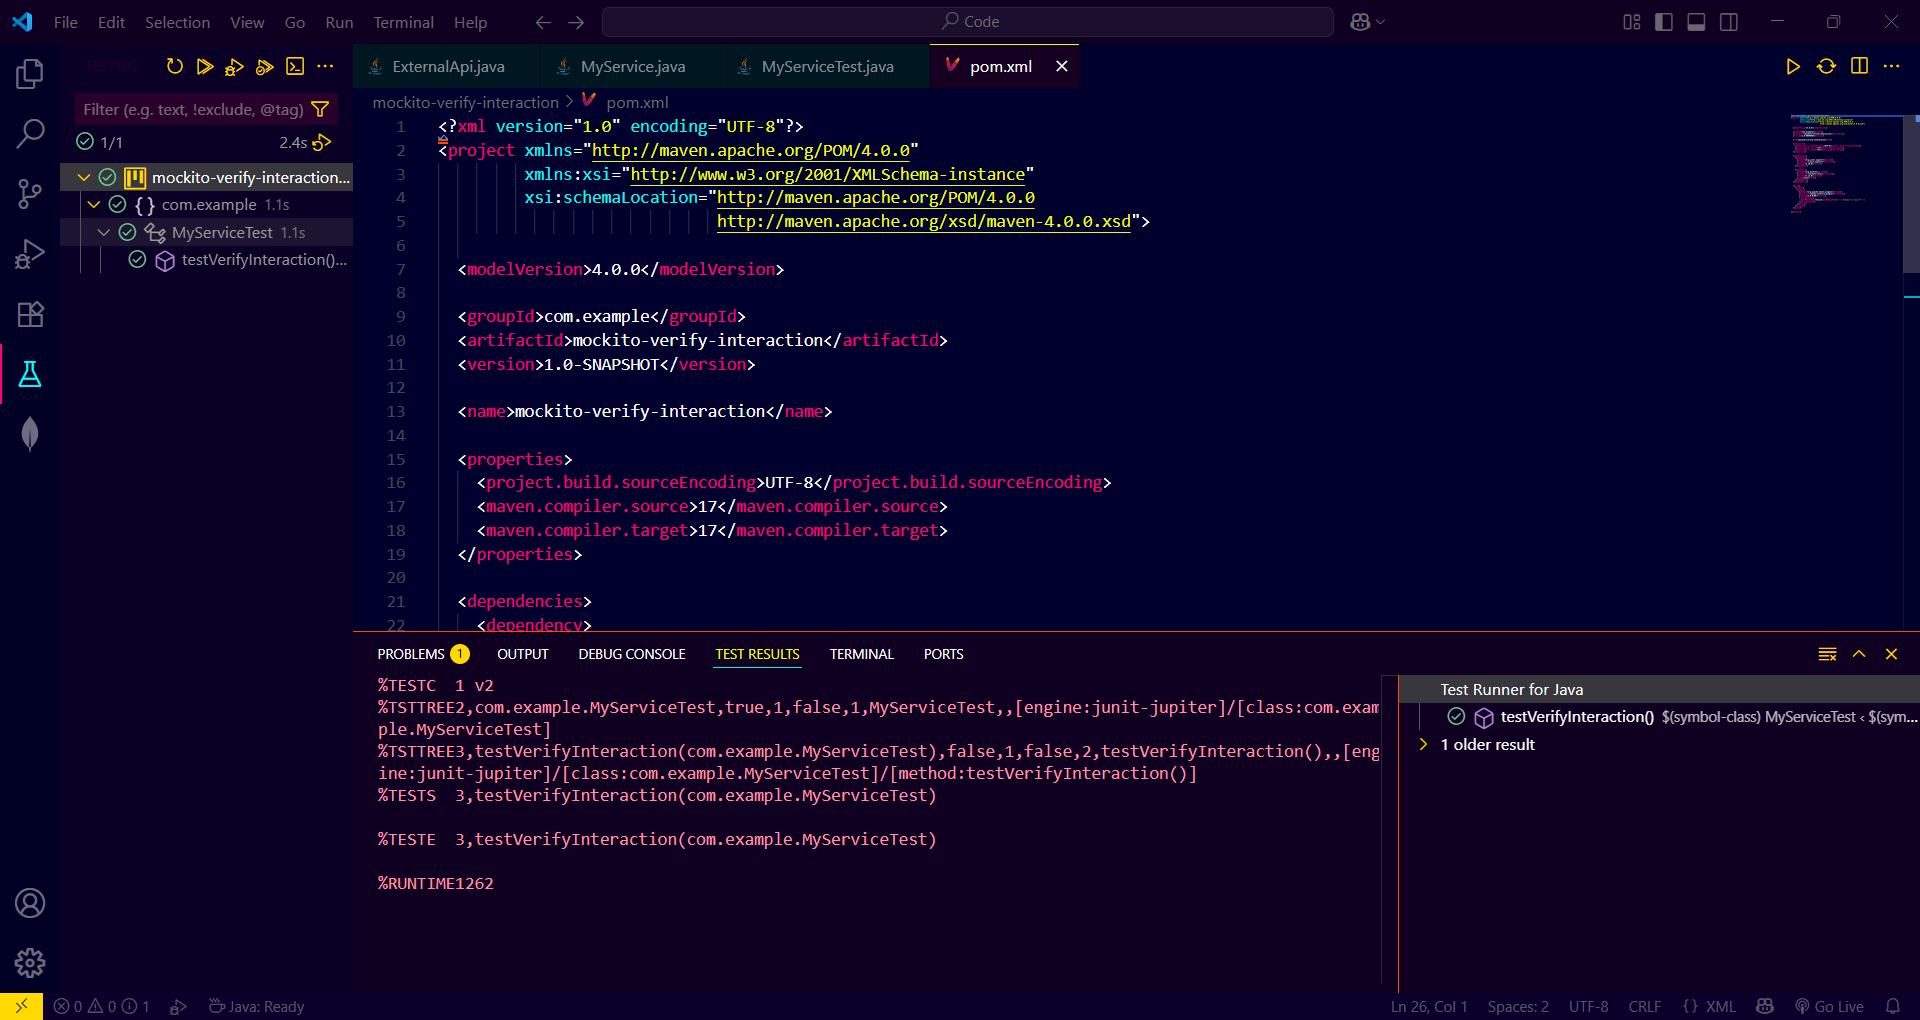 File Edit Selection View Go Run Terminal Help
Code
TESTING
Filter (e.g. text, !exclude, @tag)
1/1 2.4s
mockito-verify-interaction...
{ } com.example 1.1s
MyServiceTest 1.1s
testVerifyInteraction()...
ExternalApi.java MyService.java MyServiceTest.java pom.xml
mockito-verify-interaction > pom.xml
1 <?xml version="1.0" encoding="UTF-8"?>
2 <project xmlns="http://maven.apache.org/POM/4.0.0"
3 xmlns:xsi="http://www.w3.org/2001/XMLSchema-instance"
4 xsi:schemaLocation="http://maven.apache.org/POM/4.0.0
5 http://maven.apache.org/xsd/maven-4.0.0.xsd">
6
7 <modelVersion>4.0.0</modelVersion>
8
9 <groupId>com.example</groupId>
10 <artifactId>mockito-verify-interaction</artifactId>
11 <version>1.0-SNAPSHOT</version>
12
13 <name>mockito-verify-interaction</name>
14
15 <properties>
16 <project.build.sourceEncoding>UTF-8</project.build.sourceEncoding>
17 <maven.compiler.source>17</maven.compiler.source>
18 <maven.compiler.target>17</maven.compiler.target>
19 </properties>
20
21 <dependencies>
22 <dependency>
PROBLEMS 1 OUTPUT DEBUG CONSOLE TEST RESULTS TERMINAL PORTS
%TESTC 1 v2
%TSTTREE2,com.example.MyServiceTest,true,1,false,1,MyServiceTest,,[engine:junit-jupiter]/[class:com.exam
ple.MyServiceTest]
%TSTTREE3,testVerifyInteraction(com.example.MyServiceTest),false,1,false,2,testVerifyInteraction(),,[eng
ine:junit-jupiter]/[class:com.example.MyServiceTest]/[method:testVerifyInteraction()]
%TESTS 3,testVerifyInteraction(com.example.MyServiceTest)
%TESTE 3,testVerifyInteraction(com.example.MyServiceTest)
%RUNTIME1262
Test Runner for Java
testVerifyInteraction() $(symbol-class) MyServiceTest ‹ $(sym...
1 older result
0 0 1 Java: Ready
Ln 26, Col 1 Spaces: 2 UTF-8 CRLF {} XML Go Live